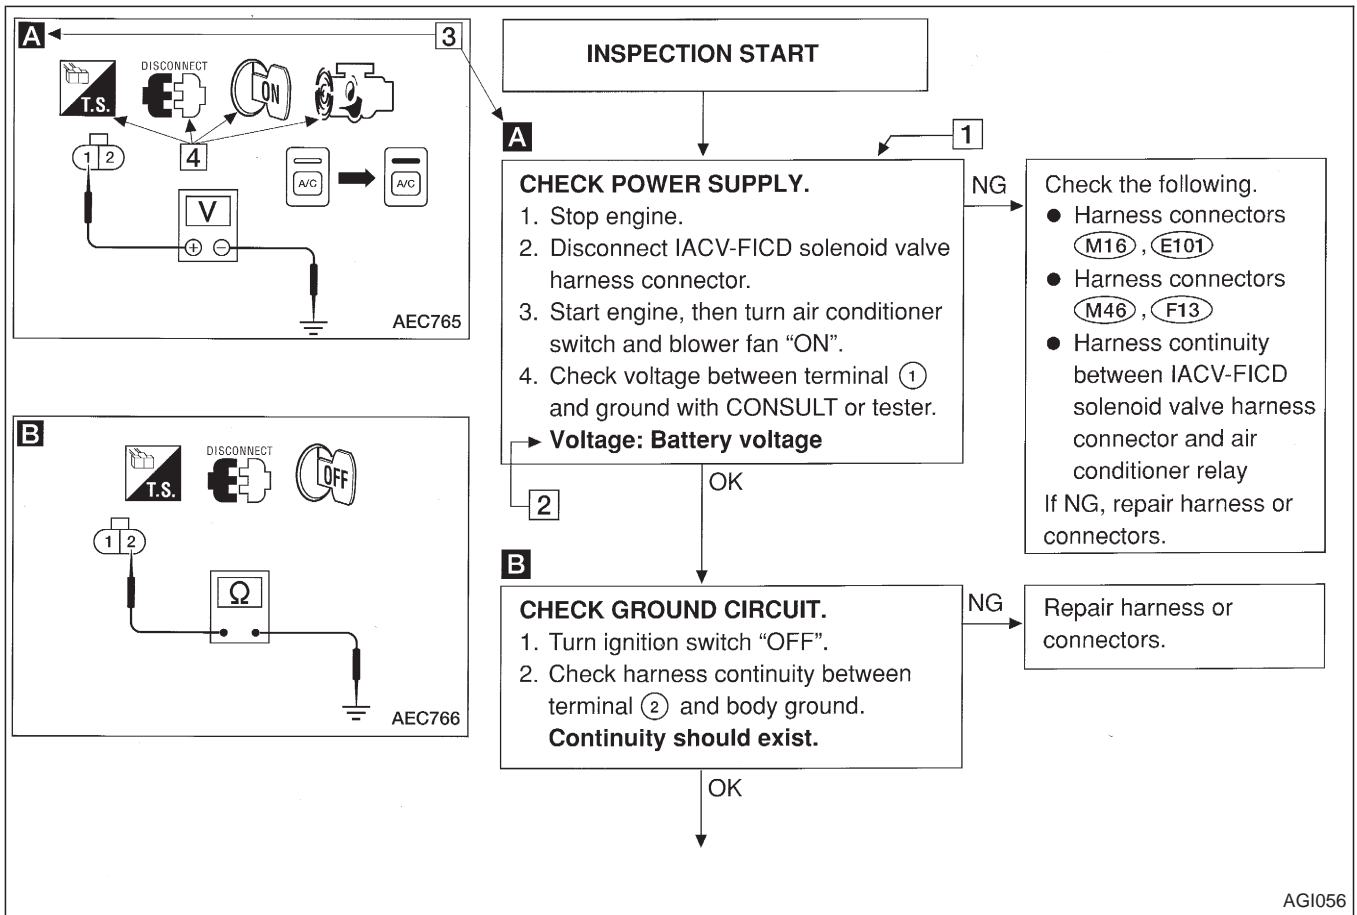 A
3
DISCONNECT
T.S.
ON
4
1 2
A/C
A/C
V
+ −
AEC765
B
DISCONNECT
T.S.
OFF
1 2
Ω
AEC766
INSPECTION START
A
1
CHECK POWER SUPPLY.
1. Stop engine.
2. Disconnect IACV-FICD solenoid valve
harness connector.
3. Start engine, then turn air conditioner
switch and blower fan “ON”.
4. Check voltage between terminal ①
and ground with CONSULT or tester.
Voltage: Battery voltage
2
NG
Check the following.
● Harness connectors
M16 , E101
● Harness connectors
M46 , F13
● Harness continuity
between IACV-FICD
solenoid valve harness
connector and air
conditioner relay
If NG, repair harness or
connectors.
OK
B
CHECK GROUND CIRCUIT.
1. Turn ignition switch “OFF”.
2. Check harness continuity between
terminal ② and body ground.
Continuity should exist.
NG
Repair harness or
connectors.
OK
AGI056